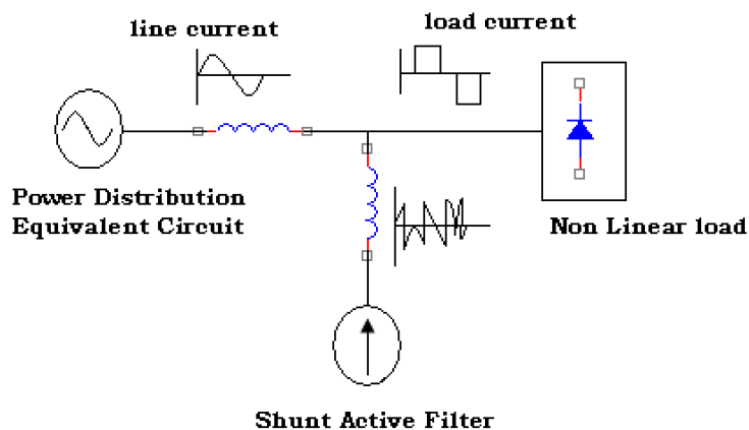 line current
load current
Power Distribution
Equivalent Circuit
Non Linear load
Shunt Active Filter